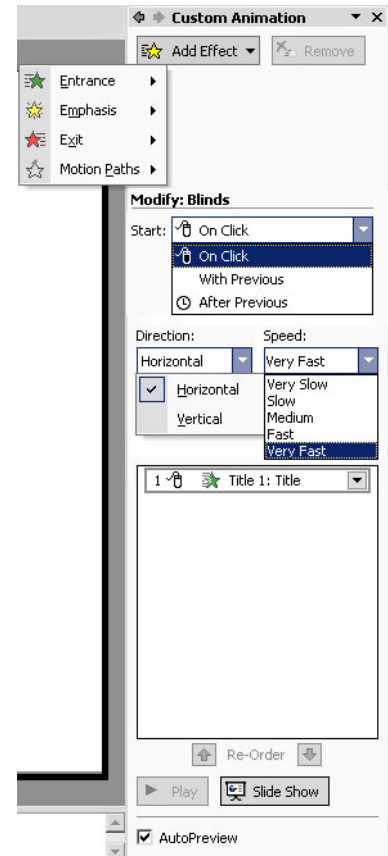 Custom Animation
Add Effect Remove
Entrance
Emphasis
Exit
Motion Paths
Modify: Blinds
Start: On Click
On Click
With Previous
After Previous
Direction: Speed:
Horizontal Very Fast
Horizontal
Vertical
Very Slow
Slow
Medium
Fast
Very Fast
1 Title 1: Title
Re-Order
Play Slide Show
AutoPreview